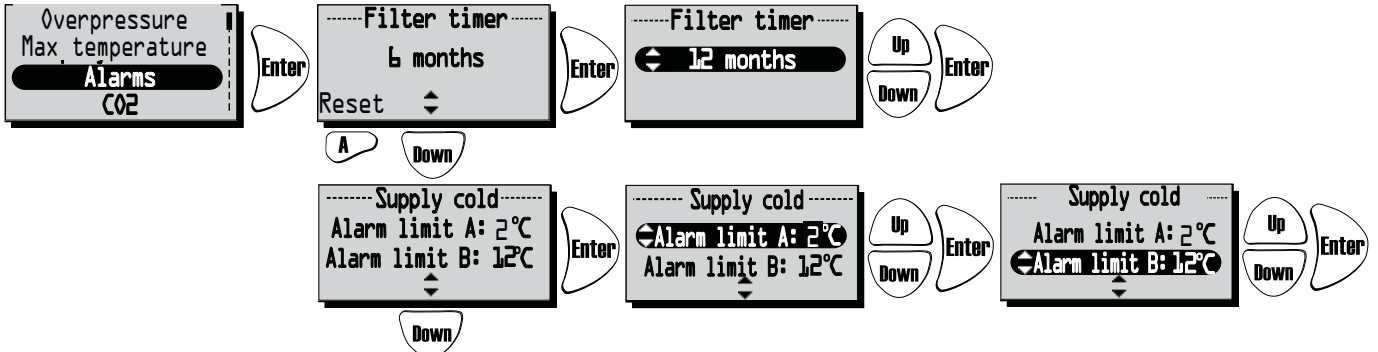 Overpressure
Max temperature
Alarms
CO2
Enter
Filter timer
6 months
Reset
A
Down
Enter
Filter timer
12 months
Up
Down
Enter
Supply cold
Alarm limit A: 2°C
Alarm limit B: 12°C
Down
Enter
Supply cold
Alarm limit A: 2°C
Alarm limit B: 12°C
Up
Down
Enter
Supply cold
Alarm limit A: 2°C
Alarm limit B: 12°C
Up
Down
Enter